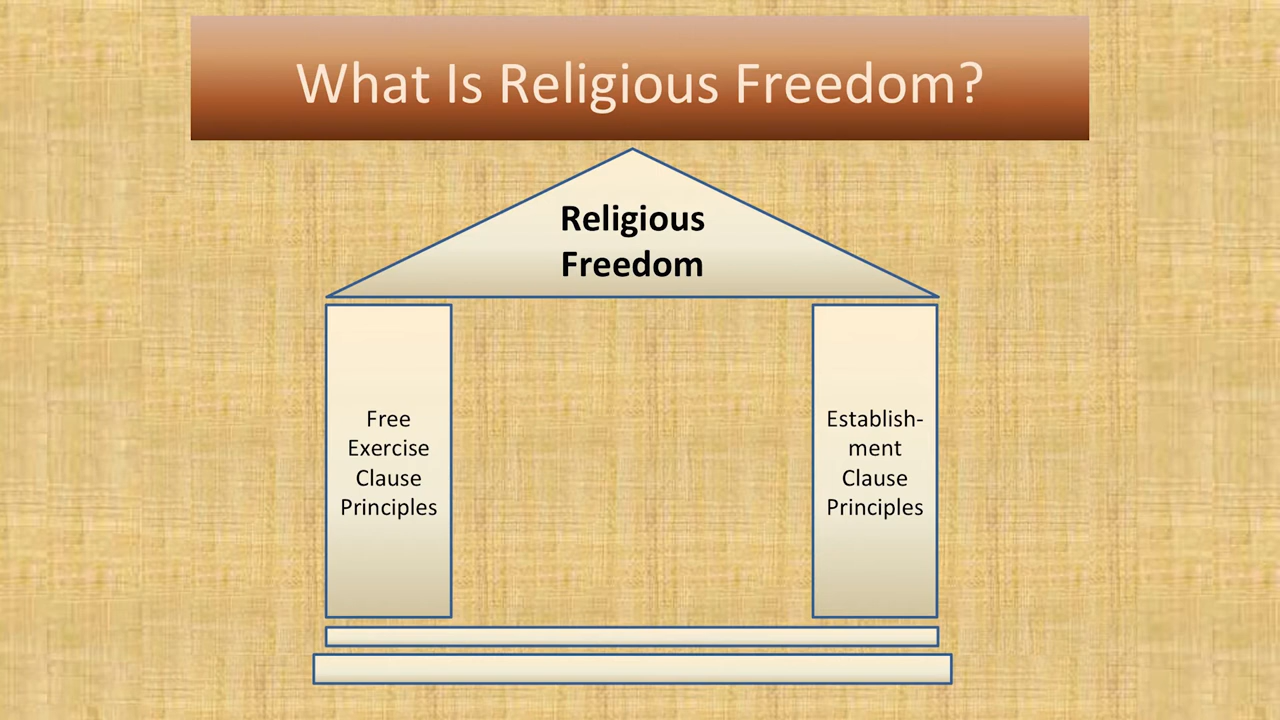 What Is Religious Freedom?
Religious
Freedom
Free
Exercise
Clause
Principles
Establish-
ment
Clause
Principles